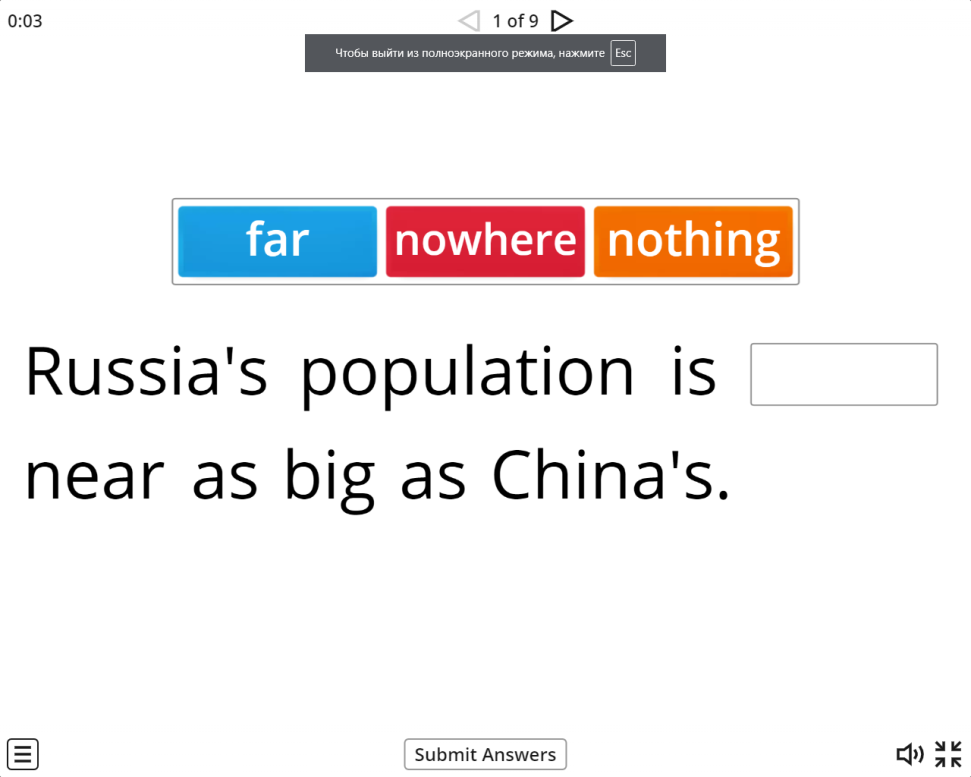 0:03
1 of 9
Чтобы выйти из полноэкранного режима, нажмите Esc
far nowhere nothing
Russia's population is
near as big as China's.
Submit Answers